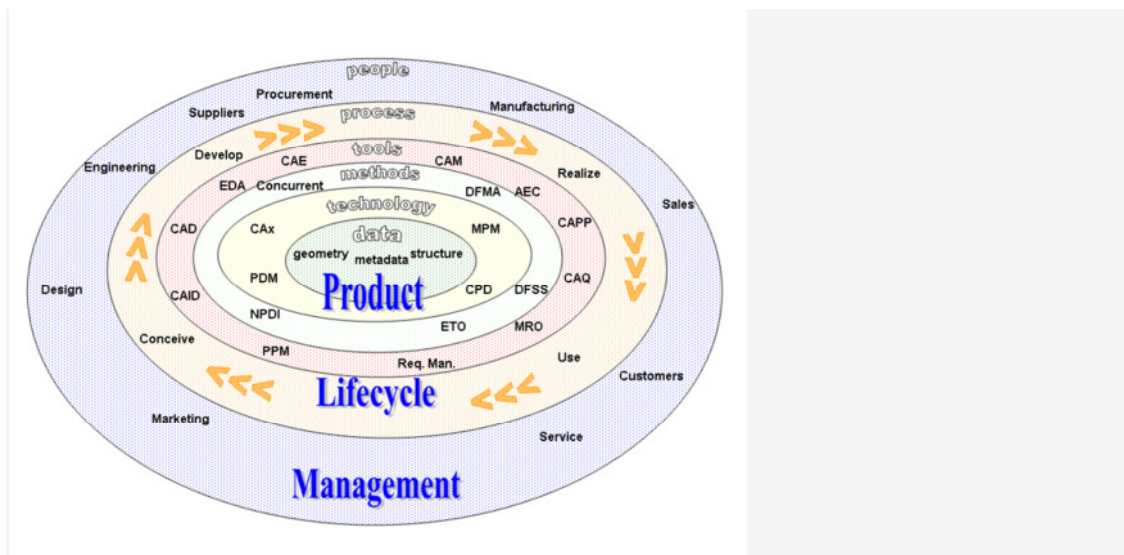 people
Procurement
Suppliers
Manufacturing
process
Develop
tools
Engineering
CAE
CAM
Realize
methods
EDA
Concurrent
DFMA
AEC
Sales
technology
CAD
CAx
data
MPM
CAPP
geometry
metadata
structure
Design
PDM
Product
CPD
DFSS
CAQ
CAID
NPDI
ETO
MRO
Conceive
PPM
Req. Man.
Use
Customers
Lifecycle
Marketing
Service
Management